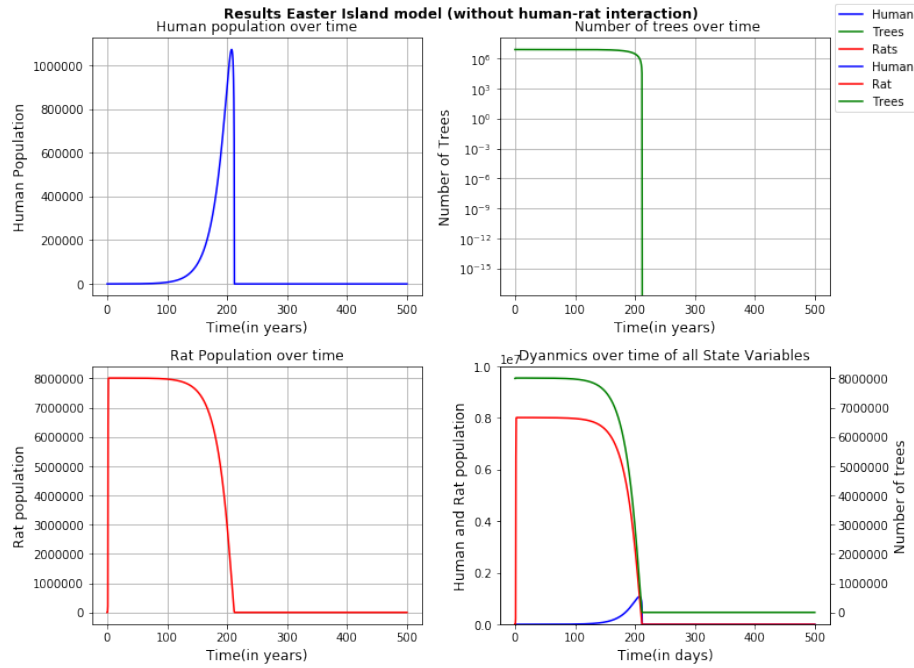 Results Easter Island model (without human-rat interaction)
Human population over time
Human Population
1000000
800000
600000
400000
200000
0
0 100 200 300 400 500
Time(in years)
Number of trees over time
Number of Trees
10^6
10^3
10^0
10^−3
10^−6
10^−9
10^−12
10^−15
0 100 200 300 400 500
Time(in years)
Human
Trees
Rats
Human
Rat
Trees
Rat Population over time
Rat population
8000000
7000000
6000000
5000000
4000000
3000000
2000000
1000000
0
0 100 200 300 400 500
Time(in years)
Dyanmics over time of all State Variables
1e7
Human and Rat population
1.0
0.8
0.6
0.4
0.2
0.0
0 100 200 300 400 500
Time(in days)
8000000
7000000
6000000
5000000
4000000
3000000
2000000
1000000
0
Number of trees